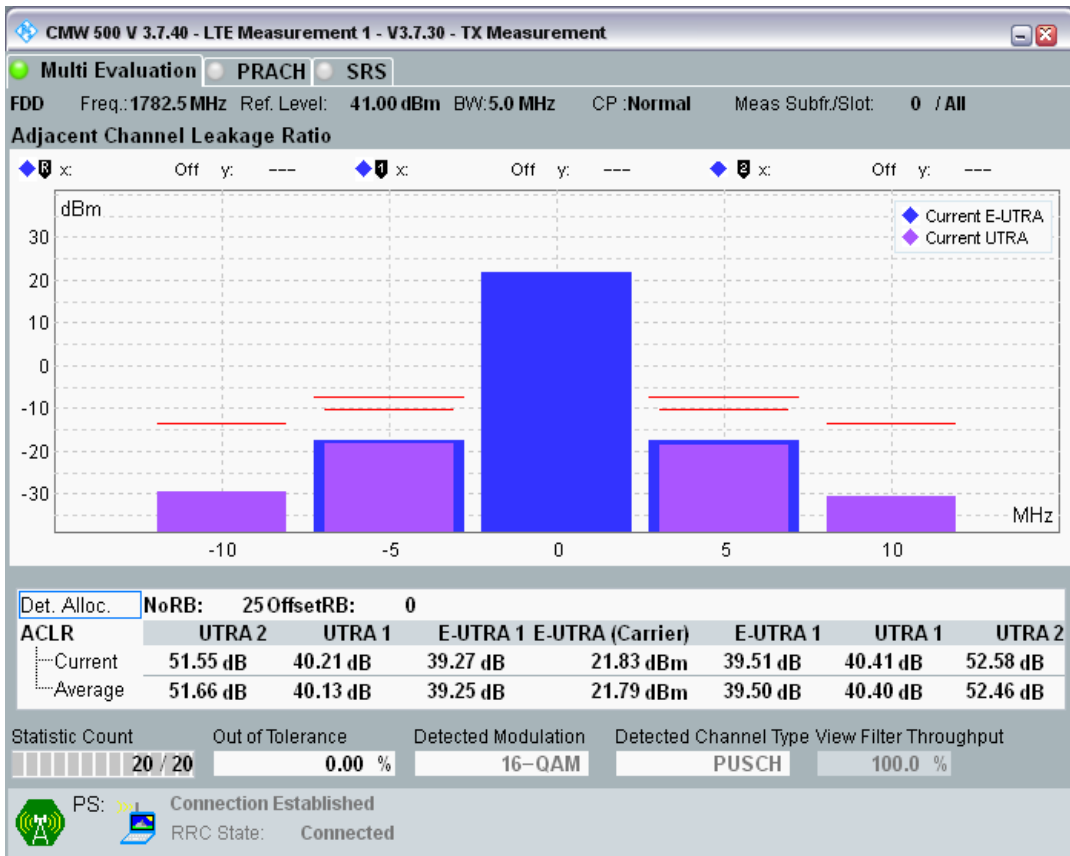 CMW 500 V 3.7.40 - LTE Measurement 1 - V3.7.30 - TX Measurement
Multi Evaluation PRACH SRS
FDD Freq.:1782.5 MHz Ref. Level: 41.00 dBm BW:5.0 MHz CP :Normal Meas Subfr./Slot: 0 / All
Adjacent Channel Leakage Ratio
R x: Off y: --- 1 x: Off y: --- 2 x: Off y: ---
dBm
Current E-UTRA
Current UTRA
30
20
10
0
-10
-20
-30
MHz
-10 -5 0 5 10
Det. Alloc. NoRB: 25 OffsetRB: 0
ACLR UTRA 2 UTRA 1 E-UTRA 1 E-UTRA (Carrier) E-UTRA 1 UTRA 1 UTRA 2
Current 51.55 dB 40.21 dB 39.27 dB 21.83 dBm 39.51 dB 40.41 dB 52.58 dB
Average 51.66 dB 40.13 dB 39.25 dB 21.79 dBm 39.50 dB 40.40 dB 52.46 dB
Statistic Count Out of Tolerance Detected Modulation Detected Channel Type View Filter Throughput
20 / 20 0.00 % 16-QAM PUSCH 100.0 %
PS: Connection Established
RRC State: Connected